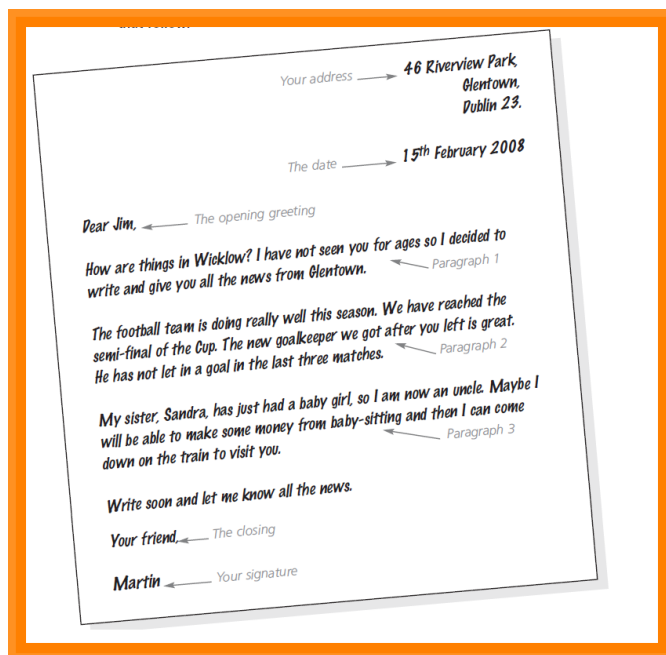 Your address 46 Riverview Park,
Glentown,
Dublin 23.
The date 15th February 2008
Dear Jim, The opening greeting
How are things in Wicklow? I have not seen you for ages so I decided to
write and give you all the news from Glentown. Paragraph 1
The football team is doing really well this season. We have reached the
semi-final of the Cup. The new goalkeeper we got after you left is great.
He has not let in a goal in the last three matches. Paragraph 2
My sister, Sandra, has just had a baby girl, so I am now an uncle. Maybe I
will be able to make some money from baby-sitting and then I can come
down on the train to visit you. Paragraph 3
Write soon and let me know all the news.
Your friend, The closing
Martin Your signature